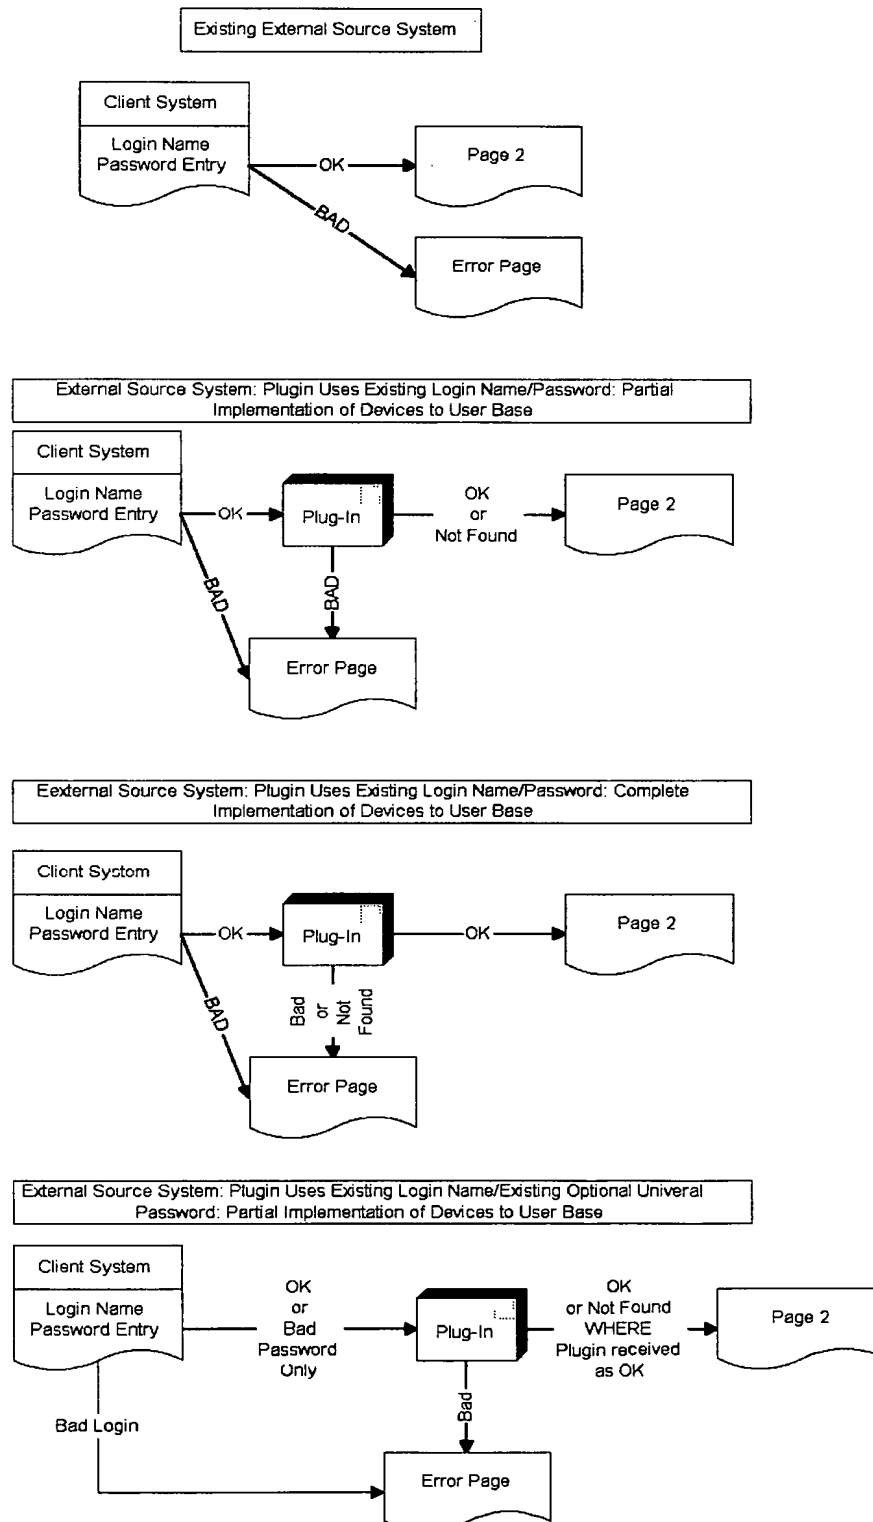 Existing External Source System
Client System
Login Name
Password Entry
OK
Page 2
BAD
Error Page
External Source System: Plugin Uses Existing Login Name/Password: Partial
Implementation of Devices to User Base
Client System
Login Name
Password Entry
OK
Plug-In
OK
or
Not Found
Page 2
BAD
BAD
Error Page
Eexternal Source System: Plugin Uses Existing Login Name/Password: Complete
Implementation of Devices to User Base
Client System
Login Name
Password Entry
OK
Plug-In
OK
Page 2
BAD
Bad
or
Not
Found
Error Page
External Source System: Plugin Uses Existing Login Name/Existing Optional Univeral
Password: Partial Implementation of Devices to User Base
Client System
Login Name
Password Entry
OK
or
Bad
Password
Only
Plug-In
OK
or Not Found
WHERE
Plugin received
as OK
Page 2
Bad Login
Bad
Error Page